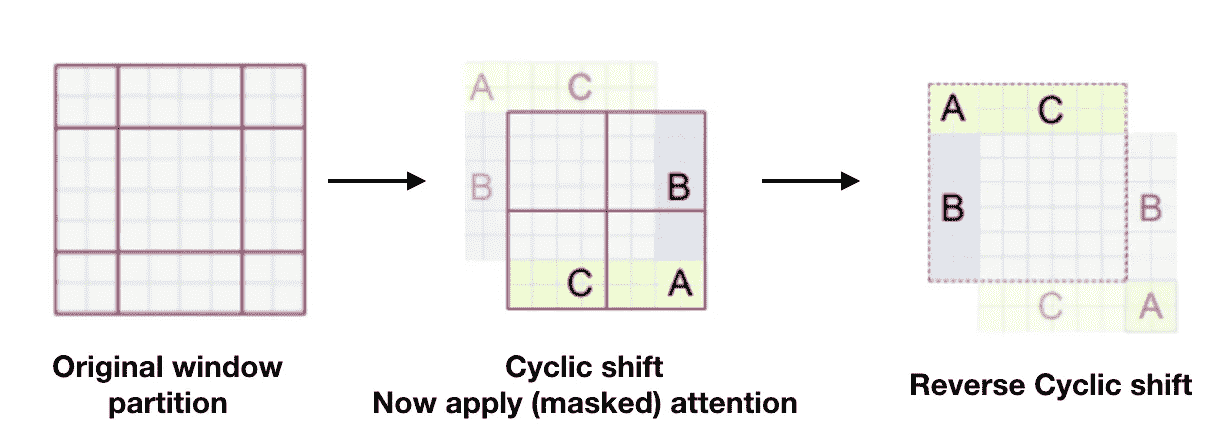 A C
B
B
C A
A C
B
B
C A
Original window
partition
Cyclic shift
Now apply (masked) attention
Reverse Cyclic shift